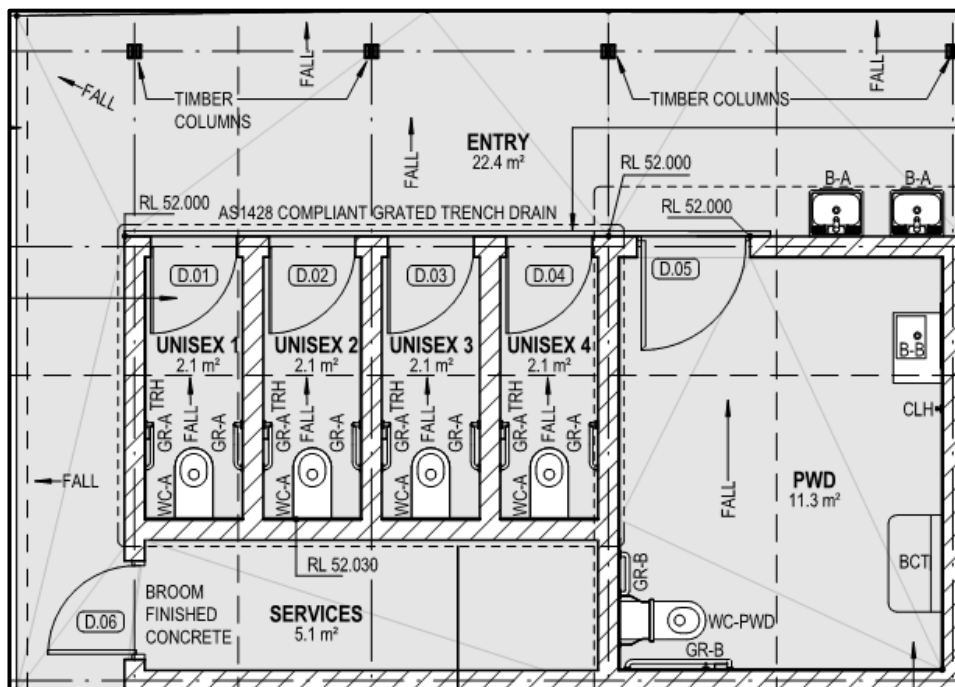 FALL
FALL
FALL
TIMBER
COLUMNS
TIMBER COLUMNS
FALL
ENTRY
22.4 m²
RL 52.000
RL 52.000
RL 52.000
B-A
B-A
AS1428 COMPLIANT GRATED TRENCH DRAIN
D.01
D.02
D.03
D.04
D.05
UNISEX 1
2.1 m²
UNISEX 2
2.1 m²
UNISEX 3
2.1 m²
UNISEX 4
2.1 m²
B-B
CLH
TRH
GR-A
FALL
GR-A
WC-A
TRH
GR-A
FALL
GR-A
WC-A
TRH
GR-A
FALL
GR-A
WC-A
TRH
GR-A
FALL
GR-A
WC-A
FALL
FALL
PWD
11.3 m²
RL 52.030
BCT
GR-B
WC-PWD
GR-B
D.06
BROOM
FINISHED
CONCRETE
SERVICES
5.1 m²